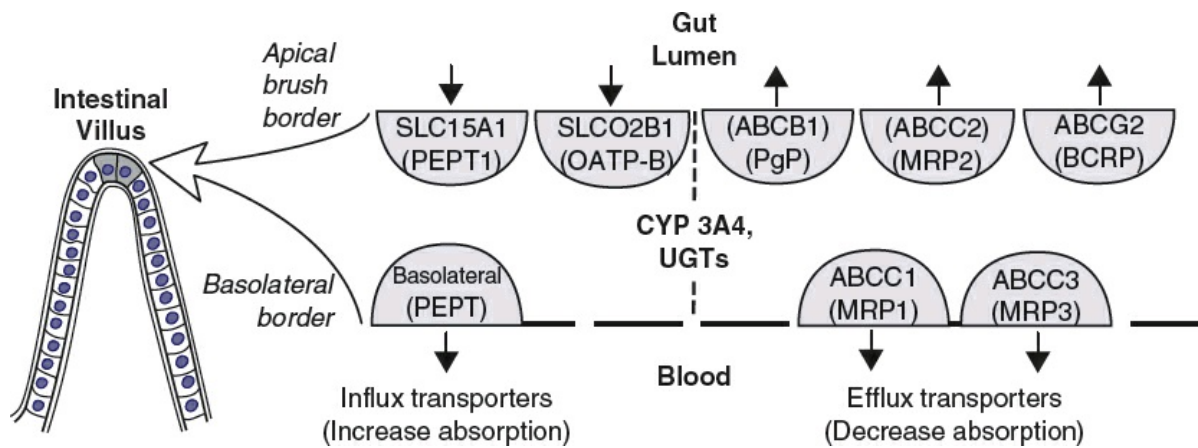 Gut
Lumen
Apical
brush
border
Intestinal
Villus
SLC15A1
(PEPT1)
SLCO2B1
(OATP-B)
(ABCB1)
(PgP)
(ABCC2)
(MRP2)
ABCG2
(BCRP)
CYP 3A4,
UGTs
Basolateral
border
Basolateral
(PEPT)
ABCC1
(MRP1)
ABCC3
(MRP3)
Blood
Influx transporters
(Increase absorption)
Efflux transporters
(Decrease absorption)